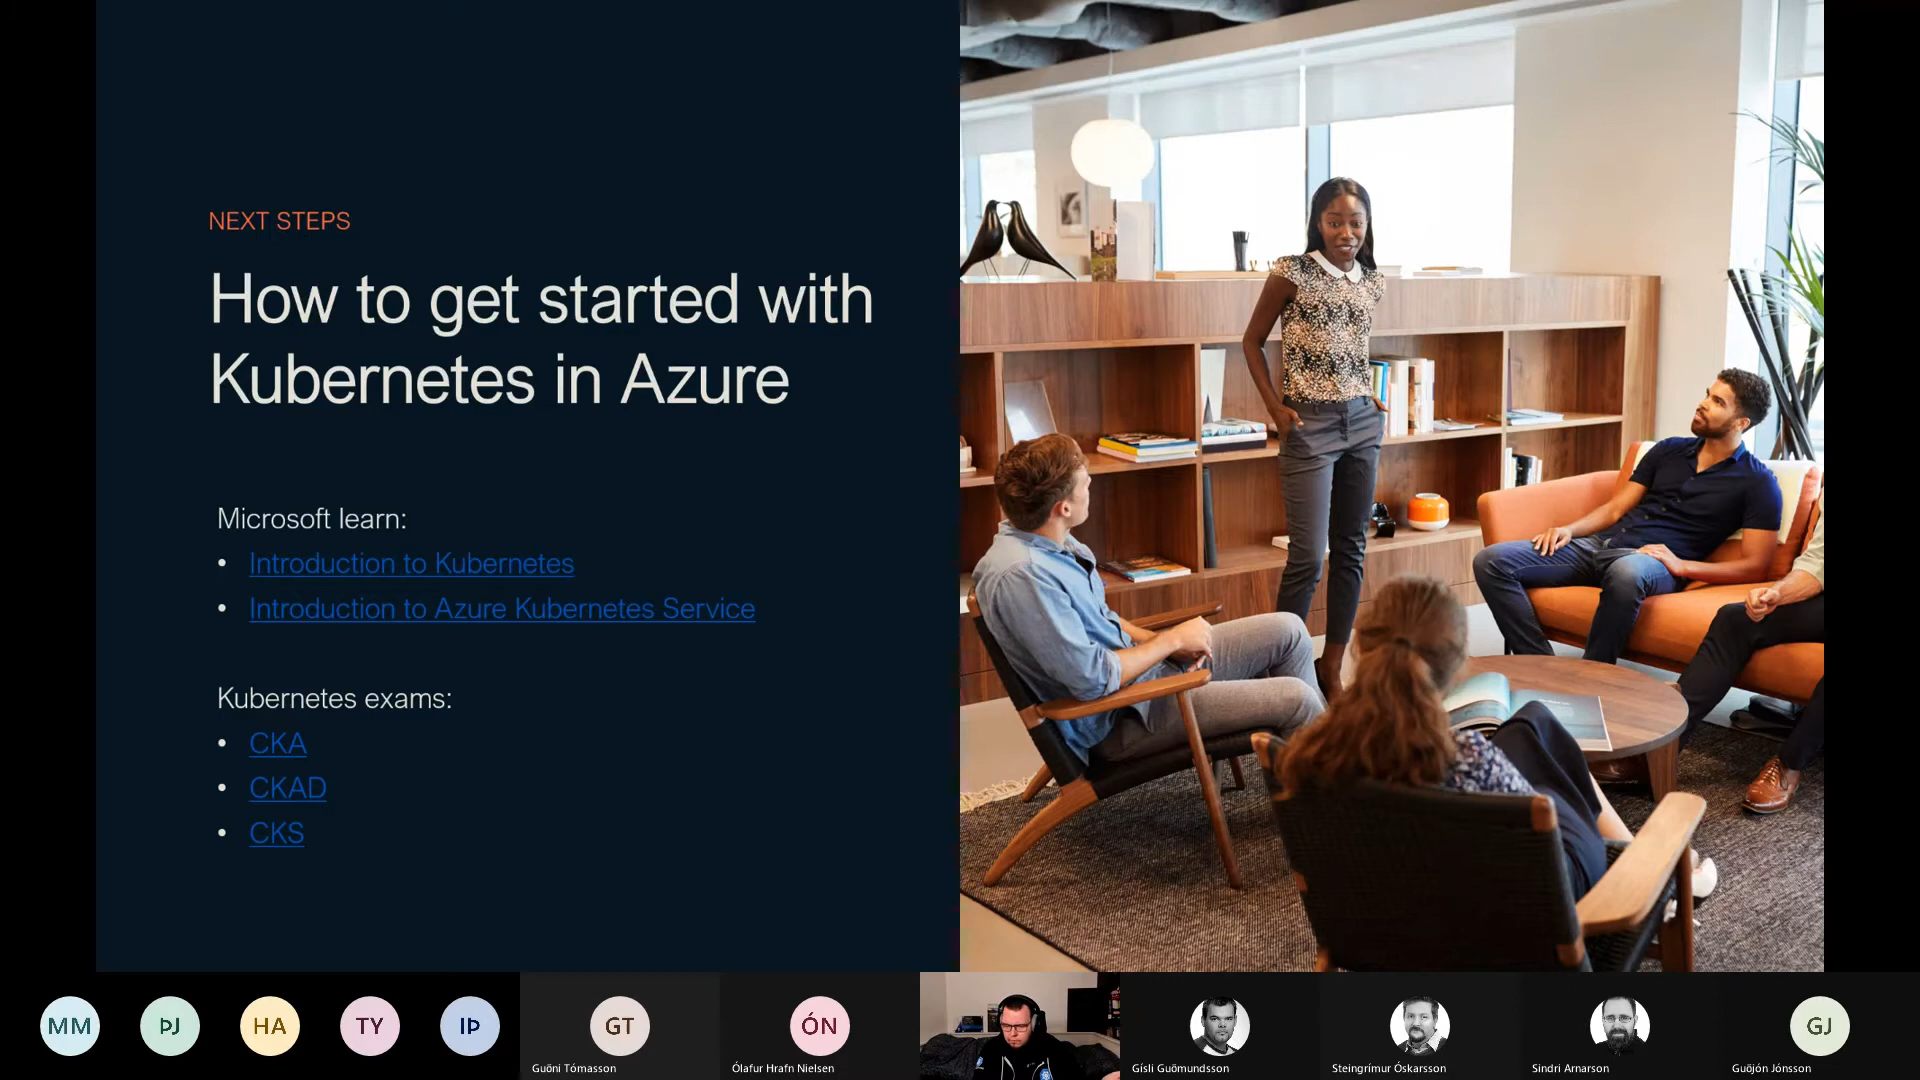 NEXT STEPS
How to get started with
Kubernetes in Azure
Microsoft learn:
• Introduction to Kubernetes
• Introduction to Azure Kubernetes Service
Kubernetes exams:
• CKA
• CKAD
• CKS
MM
ÞJ
HA
TY
IÞ
GT
Guðni Tómasson
ÓN
Ólafur Hrafn Nielsen
Gísli Guðmundsson
Steingrímur Óskarsson
Sindri Arnarson
GJ
Guðjón Jónsson